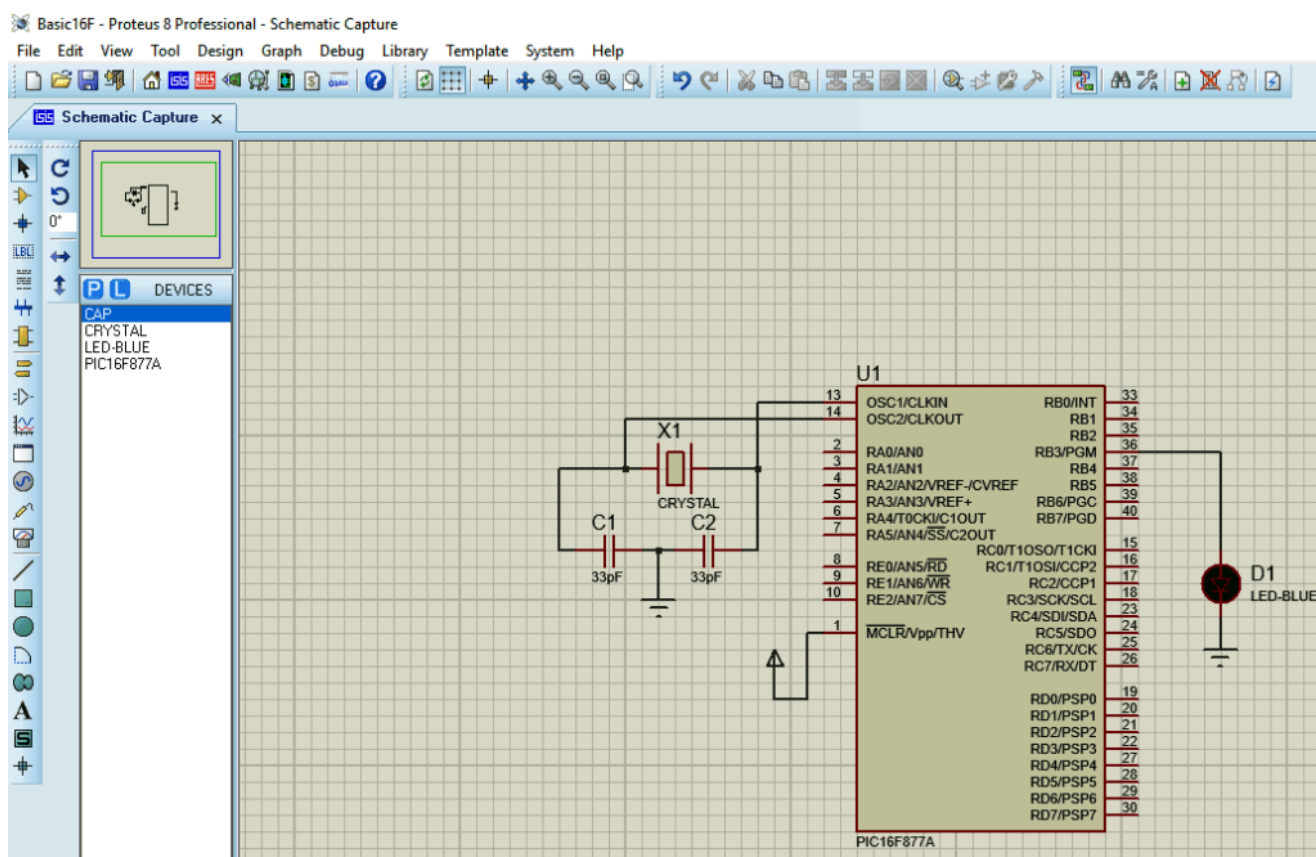 Basic16F - Proteus 8 Professional - Schematic Capture
File Edit View Tool Design Graph Debug Library Template System Help
Schematic Capture x
0°
LBL
P L DEVICES
CAP
CRYSTAL
LED-BLUE
PIC16F877A
A
S
X1
CRYSTAL
C1
33pF
C2
33pF
U1
13 OSC1/CLKIN
14 OSC2/CLKOUT
2 RA0/AN0
3 RA1/AN1
4 RA2/AN2/VREF-/CVREF
5 RA3/AN3/VREF+
6 RA4/T0CKI/C1OUT
7 RA5/AN4/SS/C2OUT
8 RE0/AN5/RD
9 RE1/AN6/WR
10 RE2/AN7/CS
1 MCLR/Vpp/THV
RB0/INT 33
RB1 34
RB2 35
RB3/PGM 36
RB4 37
RB5 38
RB6/PGC 39
RB7/PGD 40
RC0/T1OSO/T1CKI 15
RC1/T1OSI/CCP2 16
RC2/CCP1 17
RC3/SCK/SCL 18
RC4/SDI/SDA 23
RC5/SDO 24
RC6/TX/CK 25
RC7/RX/DT 26
RD0/PSP0 19
RD1/PSP1 20
RD2/PSP2 21
RD3/PSP3 22
RD4/PSP4 27
RD5/PSP5 28
RD6/PSP6 29
RD7/PSP7 30
PIC16F877A
D1
LED-BLUE